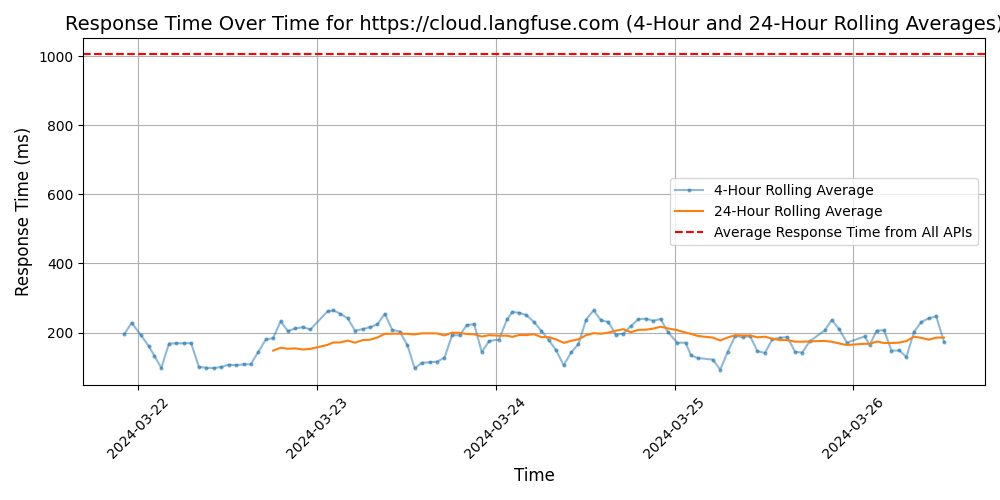 Response Time Over Time for https://cloud.langfuse.com (4-Hour and 24-Hour Rolling Averages)
Response Time (ms)
1000
800
600
400
200
4-Hour Rolling Average
24-Hour Rolling Average
Average Response Time from All APIs
2024-03-22
2024-03-23
2024-03-24
2024-03-25
2024-03-26
Time